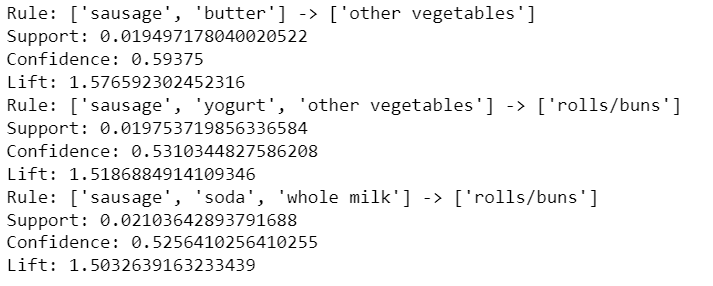 Rule: ['sausage', 'butter'] -> ['other vegetables']
Support: 0.019497178040020522
Confidence: 0.59375
Lift: 1.576592302452316
Rule: ['sausage', 'yogurt', 'other vegetables'] -> ['rolls/buns']
Support: 0.019753719856336584
Confidence: 0.5310344827586208
Lift: 1.5186884914109346
Rule: ['sausage', 'soda', 'whole milk'] -> ['rolls/buns']
Support: 0.02103642893791688
Confidence: 0.5256410256410255
Lift: 1.5032639163233439